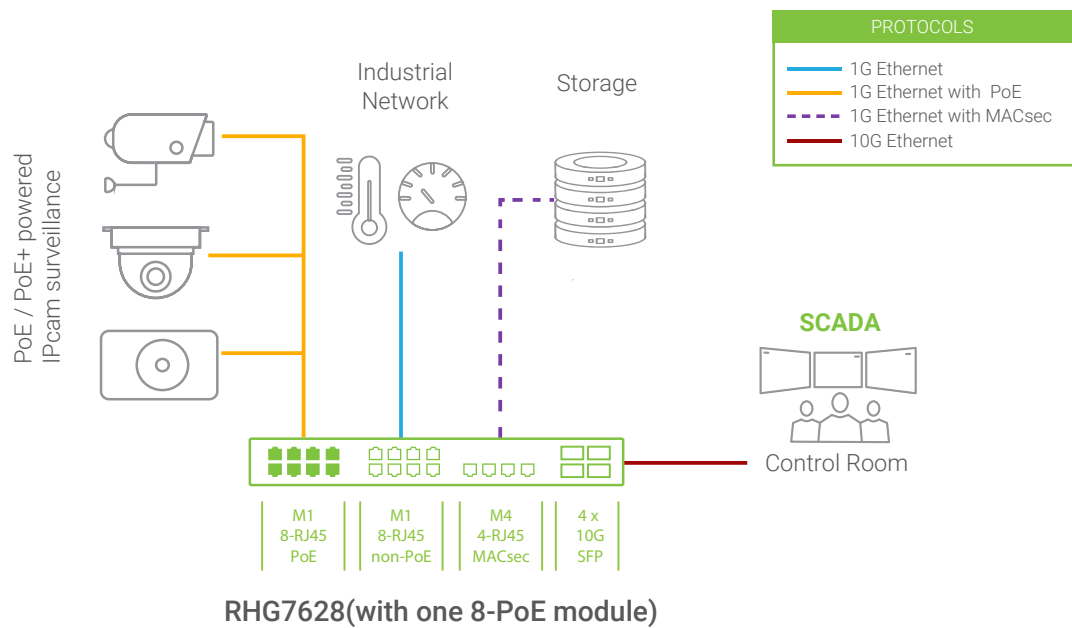 PROTOCOLS
1G Ethernet
1G Ethernet with PoE
1G Ethernet with MACsec
10G Ethernet
Industrial
Network
Storage
PoE / PoE+ powered
IPcam surveillance
SCADA
Control Room
M1
8-RJ45
PoE
M1
8-RJ45
non-PoE
M4
4-RJ45
MACsec
4 x
10G
SFP
RHG7628(with one 8-PoE module)